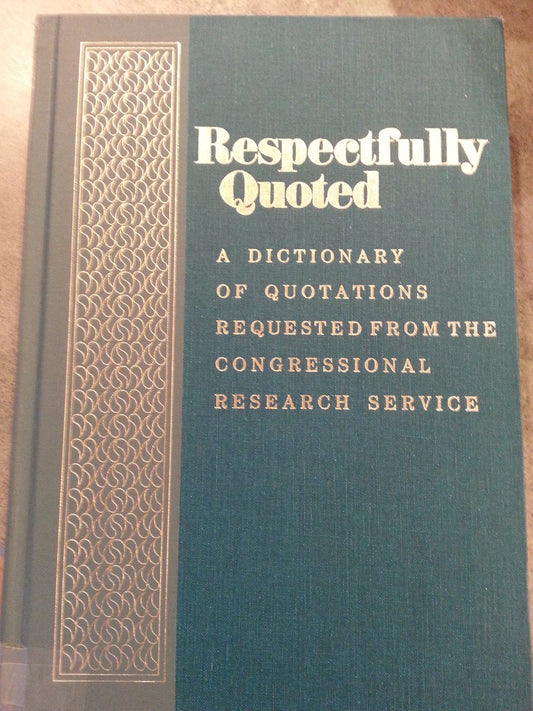 Respectfully
Quoted
A DICTIONARY
OF QUOTATIONS
REQUESTED FROM THE
CONGRESSIONAL
RESEARCH SERVICE